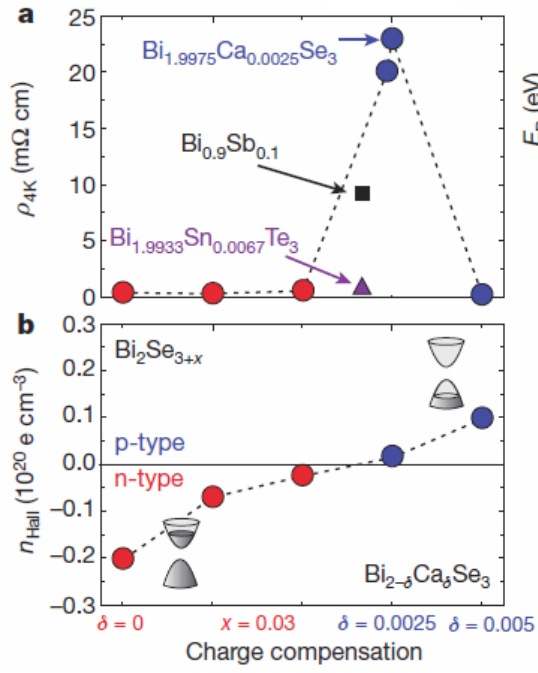 a
Bi1.9975Ca0.0025Se3
Bi0.9Sb0.1
Bi1.9933Sn0.0067Te3
ρ4K (mΩ cm)
25
20
15
10
5
0
b
Bi2Se3+x
p-type
n-type
Bi2−δCaδSe3
nHall (10^20 e cm−3)
0.3
0.2
0.1
0.0
−0.1
−0.2
−0.3
δ = 0
x = 0.03
δ = 0.0025
δ = 0.005
Charge compensation
(eV)